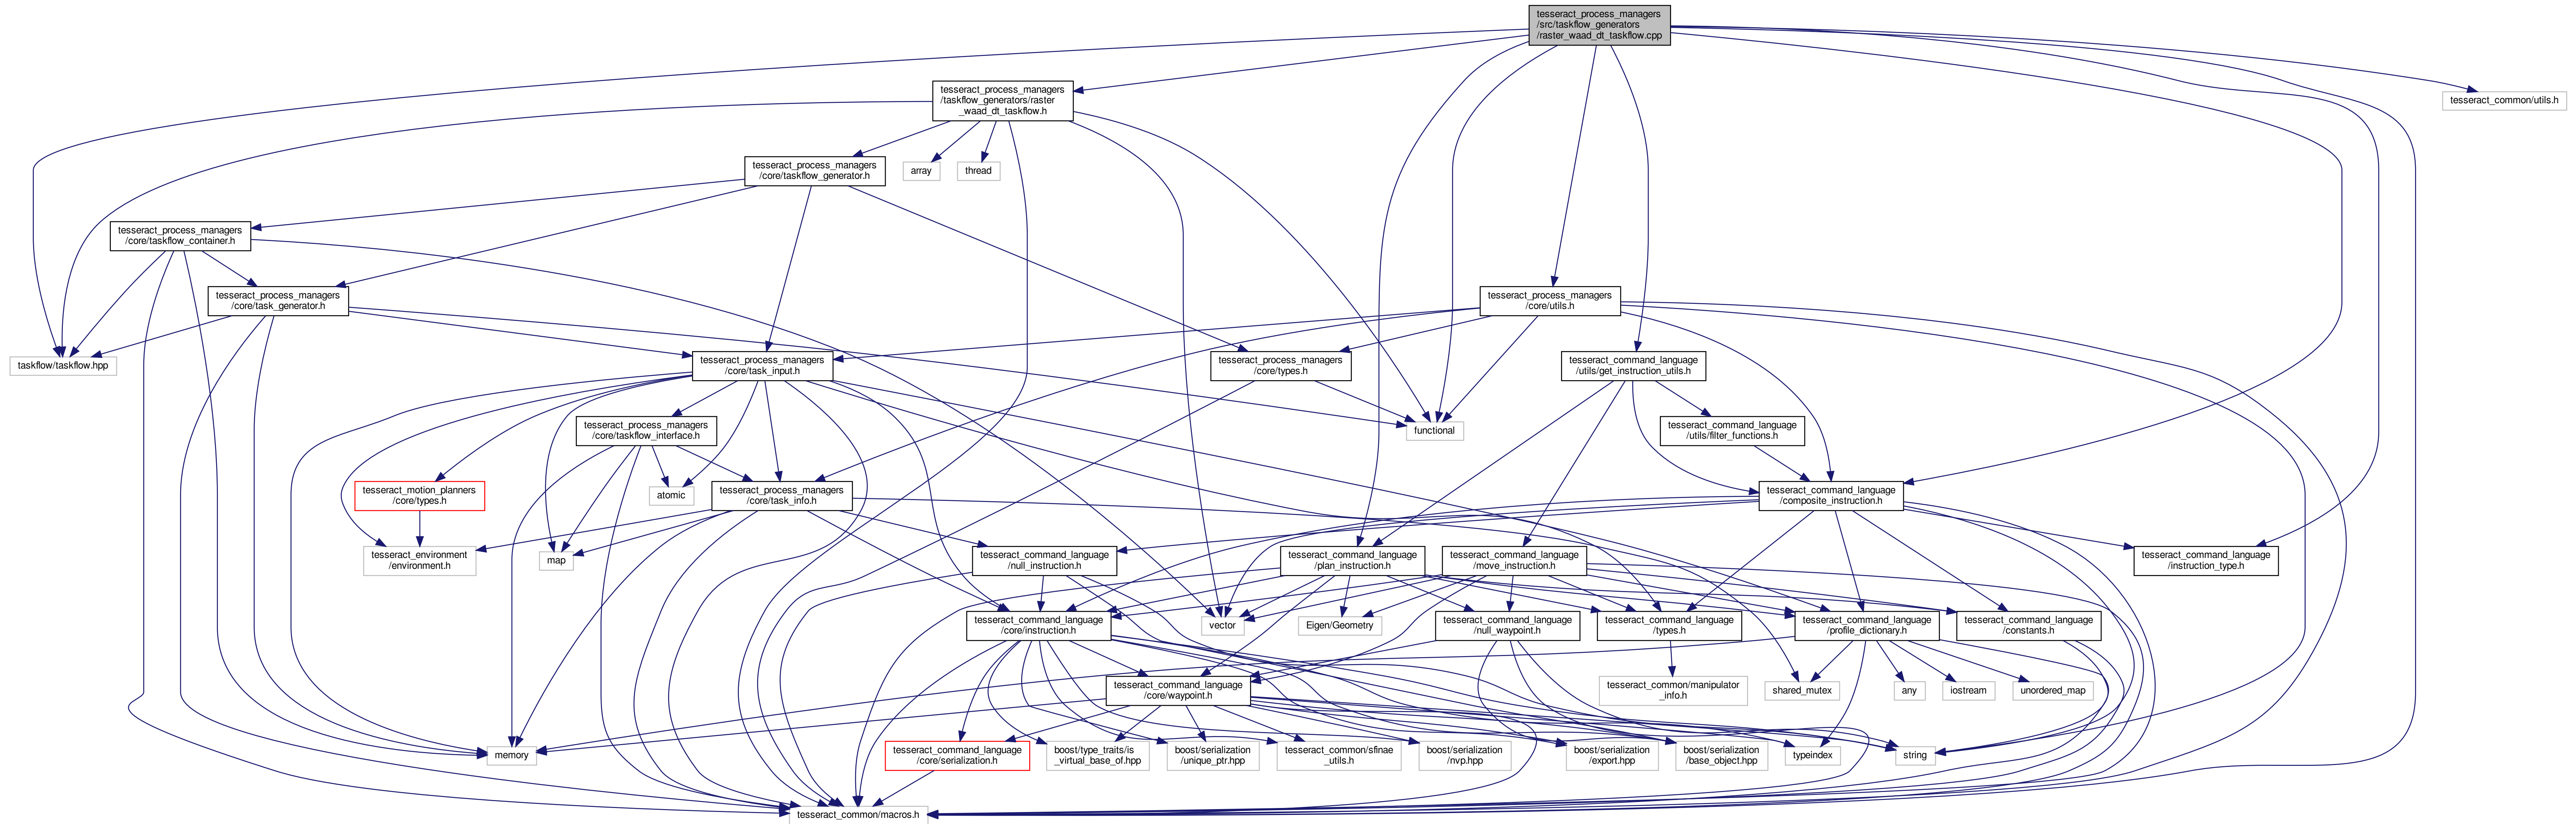 tesseract_process_managers
/src/taskflow_generators
/raster_waad_dt_taskflow.cpp
tesseract_process_managers
/taskflow_generators/raster
_waad_dt_taskflow.h
tesseract_common/utils.h
tesseract_process_managers
/core/taskflow_generator.h
array
thread
tesseract_process_managers
/core/taskflow_container.h
tesseract_process_managers
/core/task_generator.h
tesseract_process_managers
/core/utils.h
taskflow/taskflow.hpp
tesseract_process_managers
/core/task_input.h
tesseract_process_managers
/core/types.h
tesseract_command_language
/utils/get_instruction_utils.h
tesseract_process_managers
/core/taskflow_interface.h
functional
tesseract_command_language
/utils/filter_functions.h
tesseract_motion_planners
/core/types.h
atomic
tesseract_process_managers
/core/task_info.h
tesseract_command_language
/composite_instruction.h
tesseract_environment
/environment.h
map
tesseract_command_language
/null_instruction.h
tesseract_command_language
/plan_instruction.h
tesseract_command_language
/move_instruction.h
tesseract_command_language
/instruction_type.h
tesseract_command_language
/core/instruction.h
vector
Eigen/Geometry
tesseract_command_language
/null_waypoint.h
tesseract_command_language
/types.h
tesseract_command_language
/profile_dictionary.h
tesseract_command_language
/constants.h
tesseract_command_language
/core/waypoint.h
tesseract_common/manipulator
_info.h
shared_mutex
any
iostream
unordered_map
memory
tesseract_command_language
/core/serialization.h
boost/type_traits/is
_virtual_base_of.hpp
boost/serialization
/unique_ptr.hpp
tesseract_common/sfinae
_utils.h
boost/serialization
/nvp.hpp
boost/serialization
/export.hpp
boost/serialization
/base_object.hpp
typeindex
string
tesseract_common/macros.h